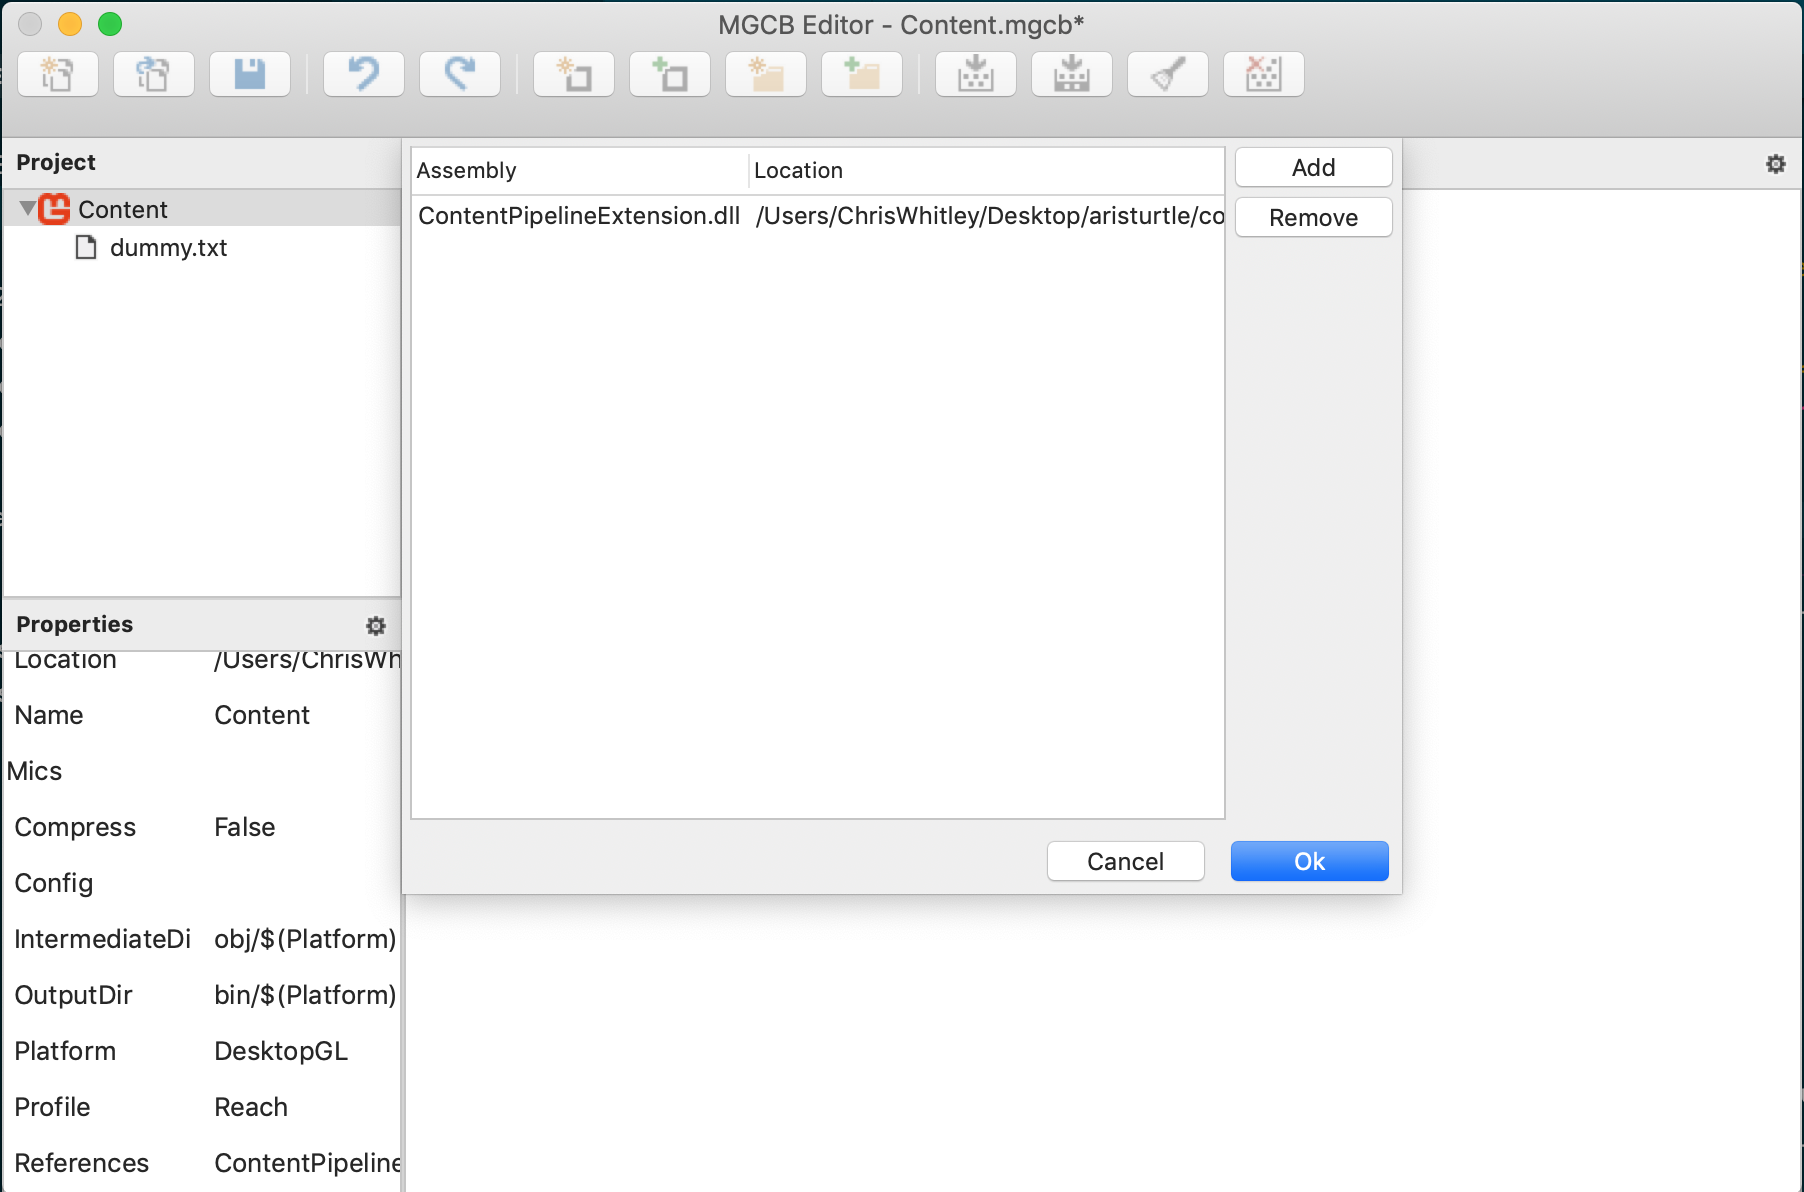 MGCB Editor - Content.mgcb*
Project
Content
dummy.txt
Assembly Location
ContentPipelineExtension.dll /Users/ChrisWhitley/Desktop/aristurtle/co
Add
Remove
Cancel Ok
Properties
Location /Users/ChrisWh
Name Content
Mics
Compress False
Config
IntermediateDi obj/$(Platform)
OutputDir bin/$(Platform)
Platform DesktopGL
Profile Reach
References ContentPipeline